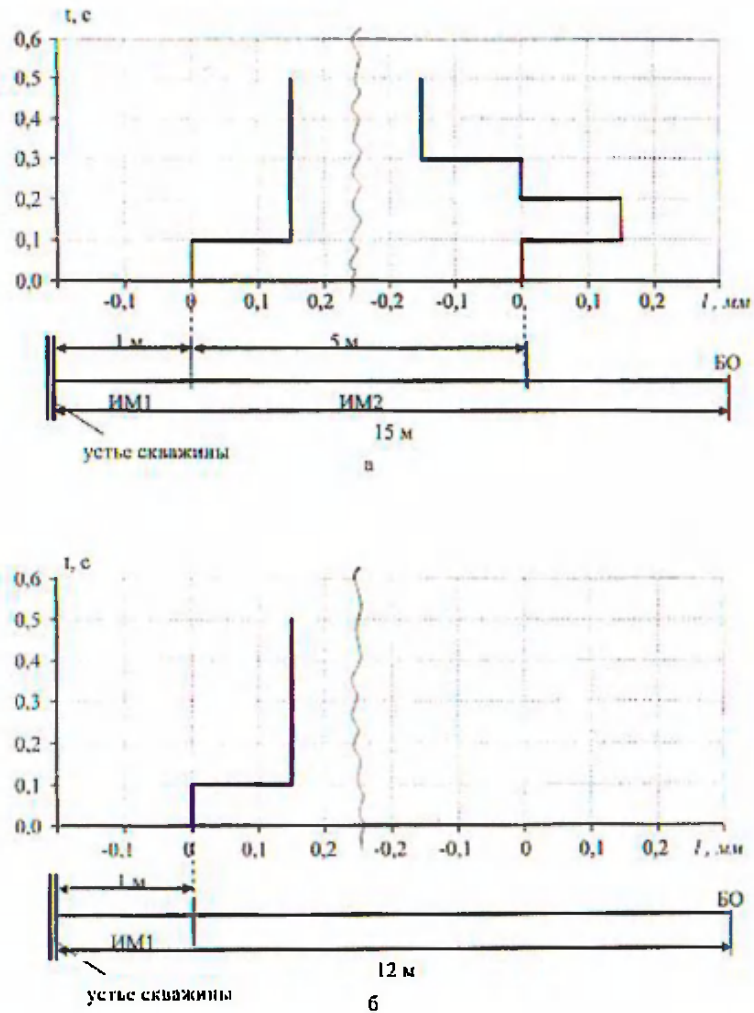 t, с
0,6
0,5
0,4
0,3
0,2
0,1
0,0
-0,1 0 0,1 0,2 -0,2 -0,1 0 0,1 0,2 l, мм
1 м 5 м
БО
ИМ1 ИМ2
15 м
устье скважины
а
t, с
0,6
0,5
0,4
0,3
0,2
0,1
0,0
-0,1 0 0,1 0,2 -0,2 -0,1 0 0,1 0,2 l, мм
1 м
БО
ИМ1
12 м
устье скважины
б